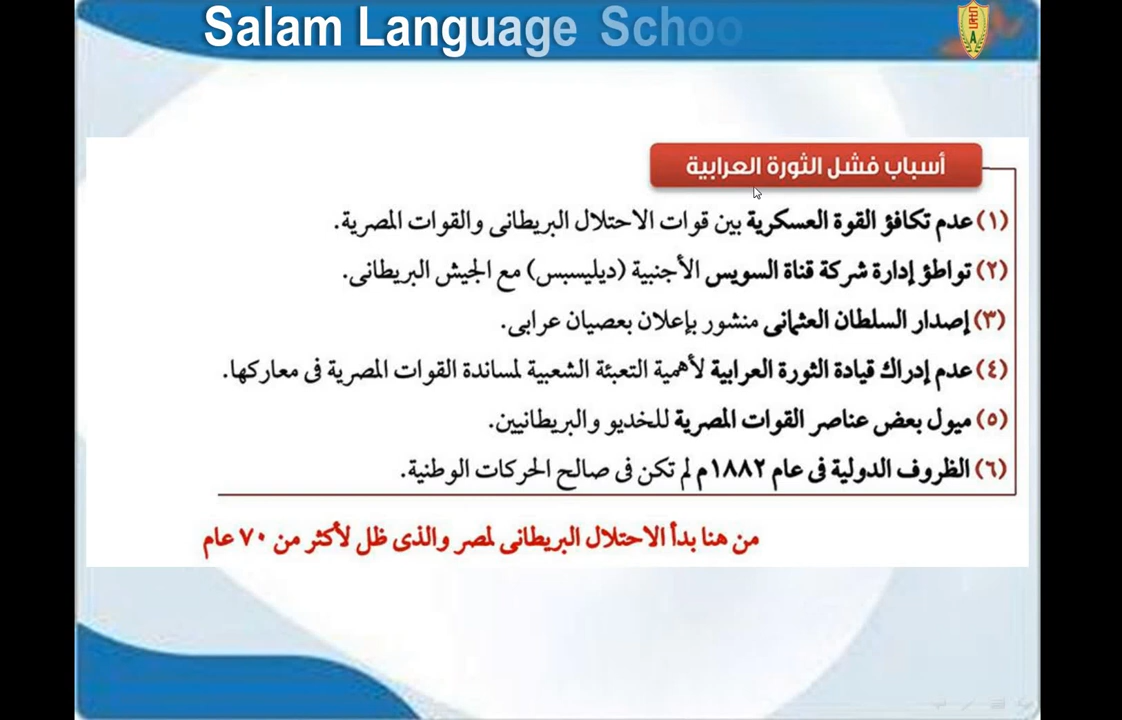 Salam Language Schoo
أسباب فشل الثورة العرابية
(١) عدم تكافؤ القوة العسكرية بين قوات الاحتلال البريطانى والقوات المصرية.
(٢) تواطؤ إدارة شركة قناة السويس الأجنبية (ديليسبس) مع الجيش البريطانى.
(٣) إصدار السلطان العثمانى منشور بإعلان بعصيان عرابى.
(٤) عدم إدراك قيادة الثورة العرابية لأهمية التعبئة الشعبية لمساندة القوات المصرية فى معاركها.
(٥) ميول بعض عناصر القوات المصرية للخديو والبريطانيين.
(٦) الظروف الدولية فى عام ١٨٨٢م لم تكن فى صالح الحركات الوطنية.
من هنا بدأ الاحتلال البريطانى لمصر والذى ظل لأكثر من ٧٠ عام